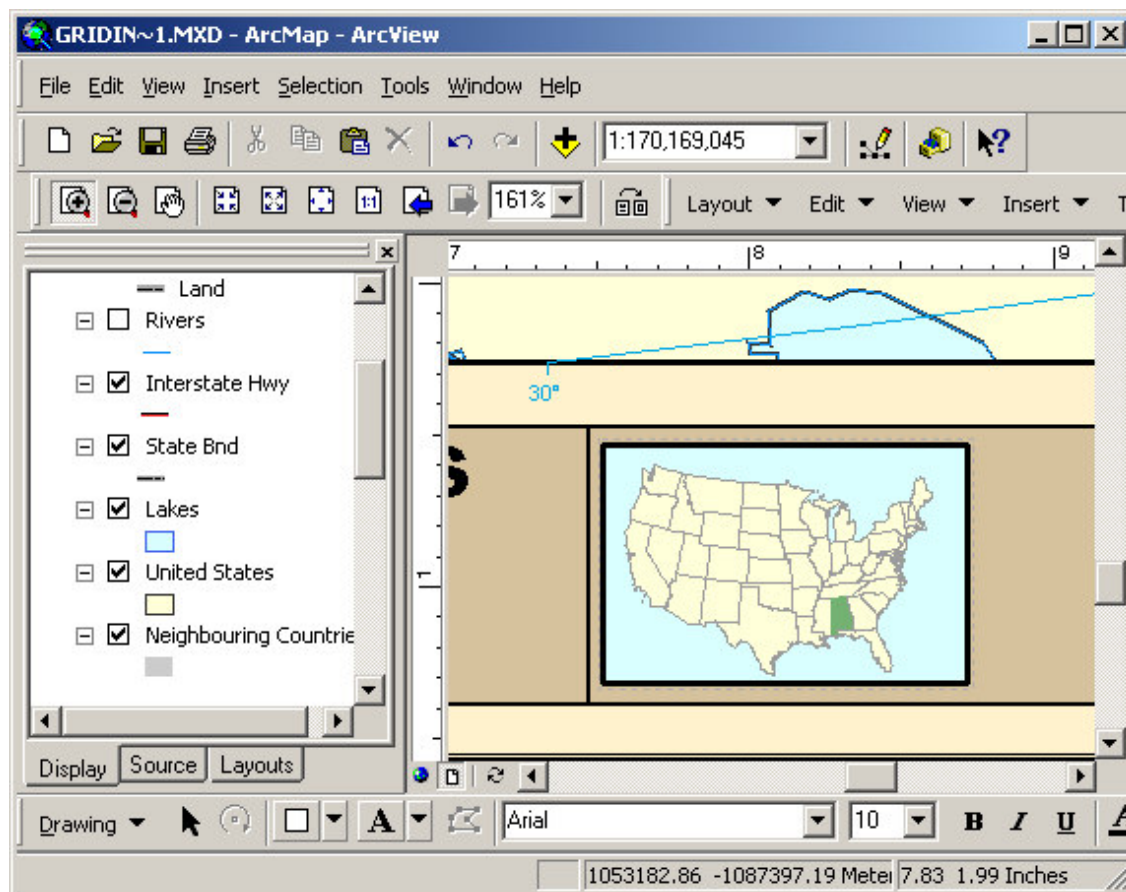 GRIDIN~1.MXD - ArcMap - ArcView
File Edit View Insert Selection Tools Window Help
1:170,169,045
1:1 161% Layout Edit View Insert T
Land
Rivers
Interstate Hwy
State Bnd
Lakes
United States
Neighbouring Countrie
Display Source Layouts
7 8 9
30°
S
1
Drawing A Arial 10 B I U A
1053182.86 -1087397.19 Meter 7.83 1.99 Inches